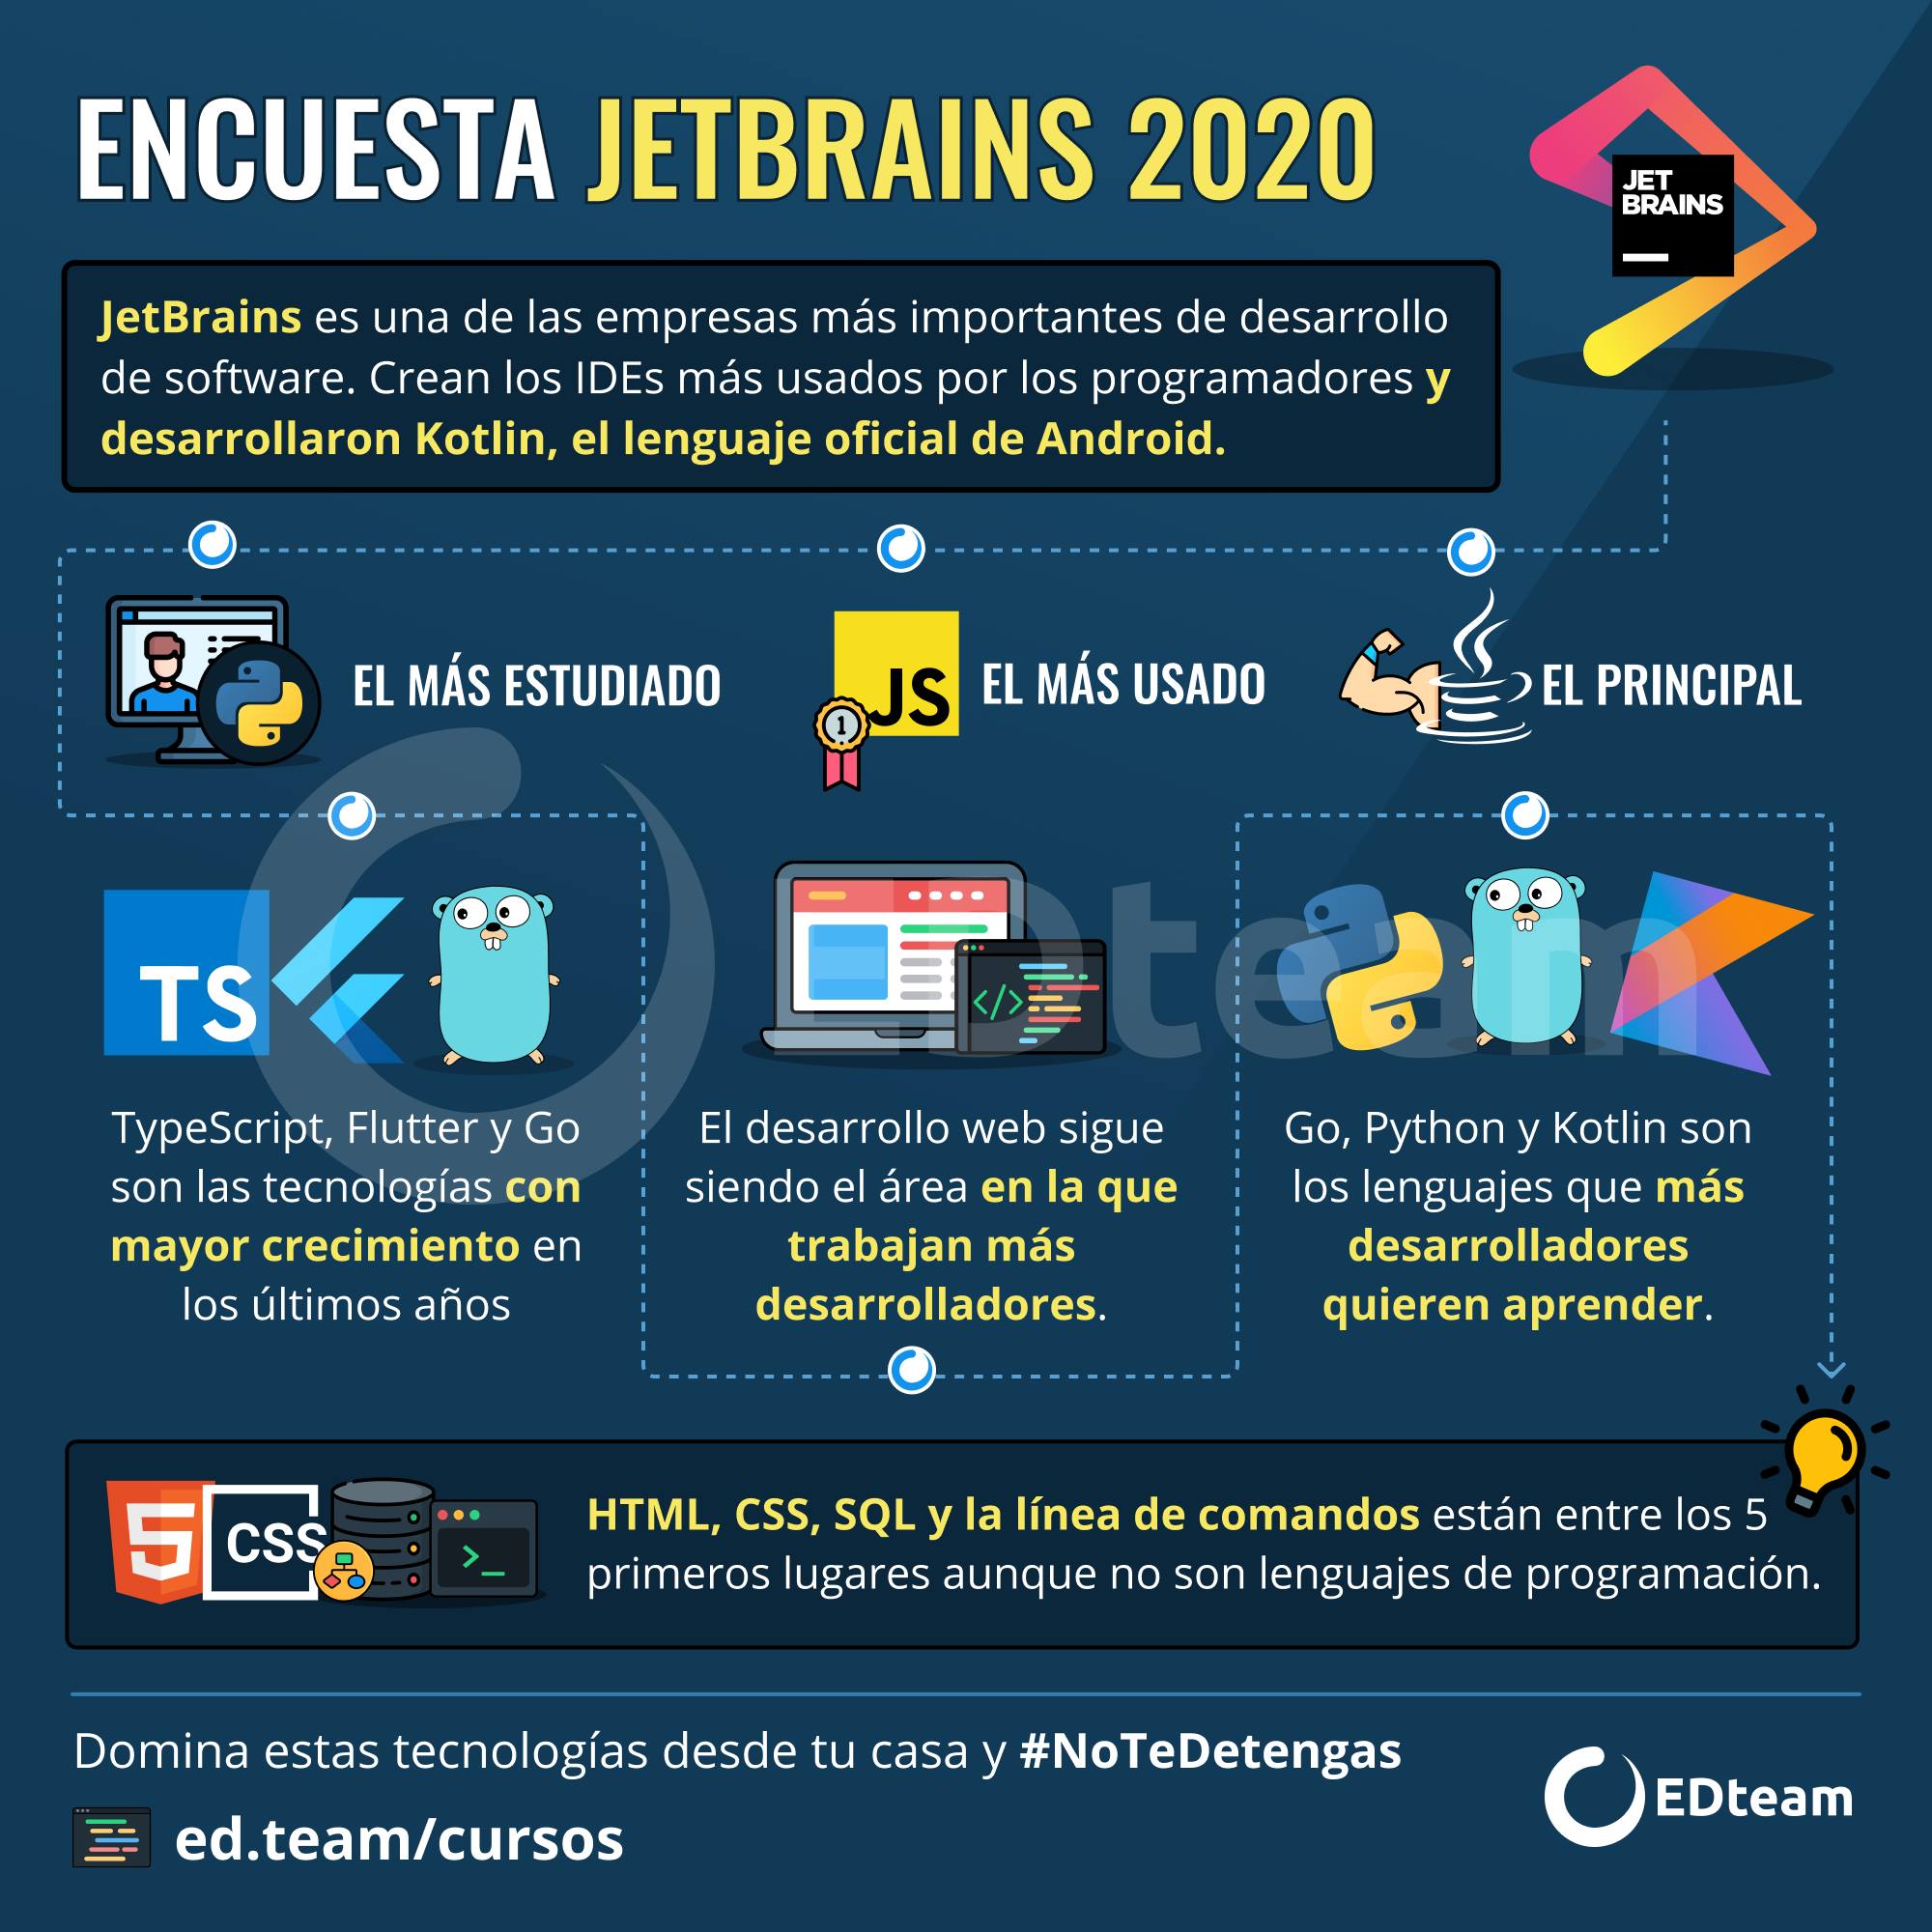 ENCUESTA JETBRAINS 2020
JET
BRAINS
JetBrains es una de las empresas más importantes de desarrollo
de software. Crean los IDEs más usados por los programadores y
desarrollaron Kotlin, el lenguaje oficial de Android.
EL MÁS ESTUDIADO
1
JS
EL MÁS USADO
EL PRINCIPAL
TS
</>
EDteam
TypeScript, Flutter y Go
son las tecnologías con
mayor crecimiento en
los últimos años
El desarrollo web sigue
siendo el área en la que
trabajan más
desarrolladores.
Go, Python y Kotlin son
los lenguajes que más
desarrolladores
quieren aprender.
5
CSS
>_
HTML, CSS, SQL y la línea de comandos están entre los 5
primeros lugares aunque no son lenguajes de programación.
Domina estas tecnologías desde tu casa y #NoTeDetengas
ed.team/cursos
EDteam